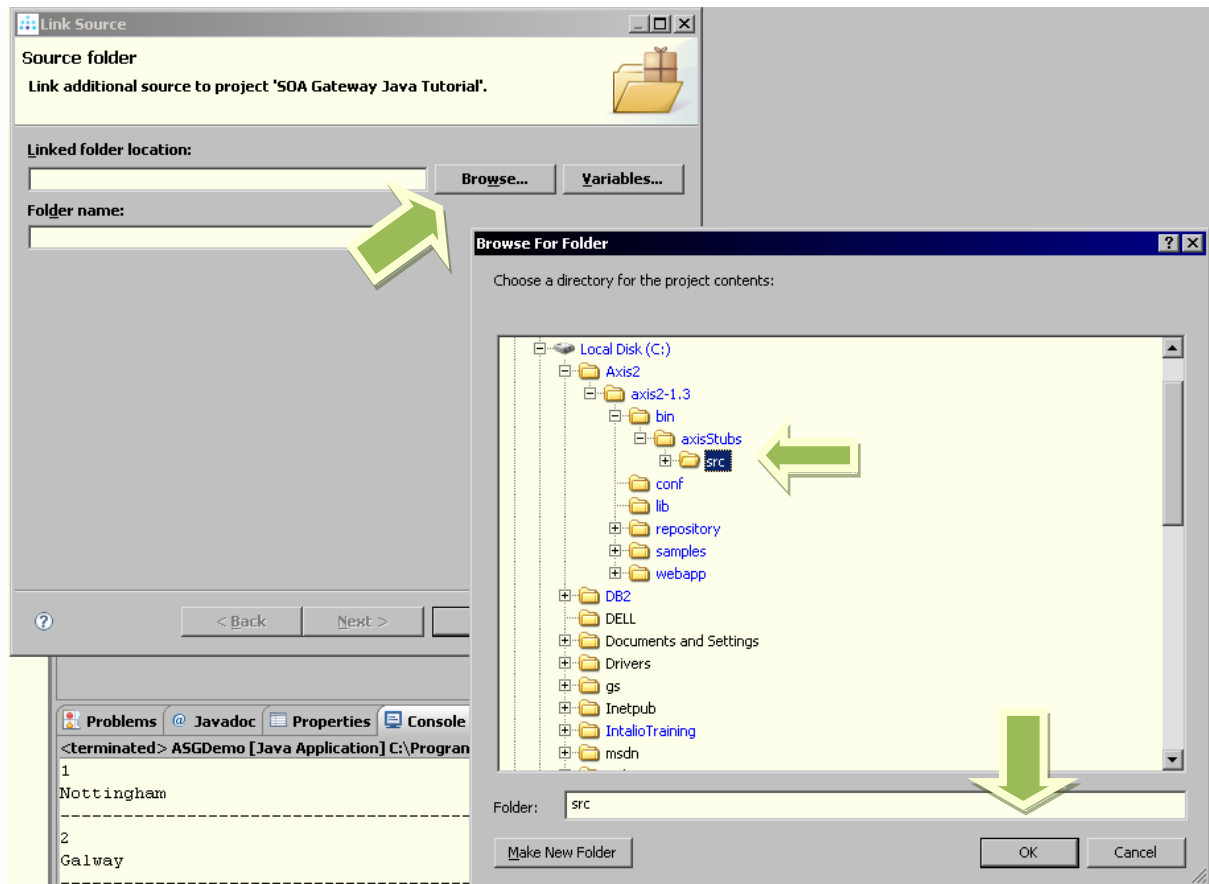 Link Source
Source folder
Link additional source to project 'SOA Gateway Java Tutorial'.
Linked folder location:
Browse... Variables...
Folder name:
Browse For Folder
Choose a directory for the project contents:
Local Disk (C:)
Axis2
axis2-1.3
bin
axisStubs
src
conf
lib
repository
samples
webapp
DB2
DELL
Documents and Settings
Drivers
gs
Inetpub
IntalioTraining
msdn
Folder: src
Make New Folder OK Cancel
< Back Next >
Problems @ Javadoc Properties Console
<terminated> ASGDemo [Java Application] C:\Progran
1
Nottingham
2
Galway